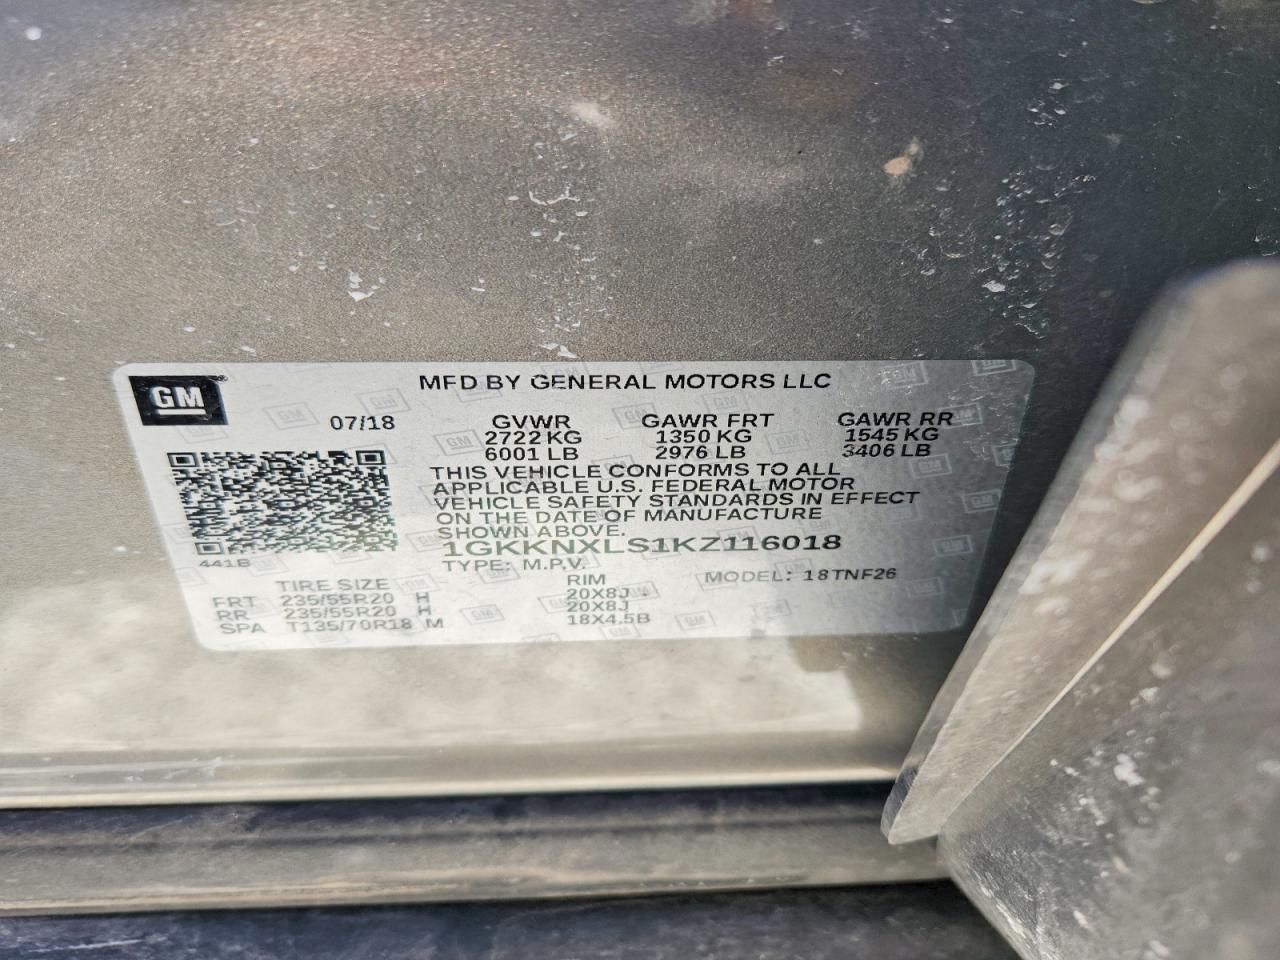 GM
MFD BY GENERAL MOTORS LLC
07/18 GVWR GAWR FRT GAWR RR
2722 KG 1350 KG 1545 KG
6001 LB 2976 LB 3406 LB
THIS VEHICLE CONFORMS TO ALL
APPLICABLE U.S. FEDERAL MOTOR
VEHICLE SAFETY STANDARDS IN EFFECT
ON THE DATE OF MANUFACTURE
SHOWN ABOVE.
1GKKNXLS1KZ116018
441B
TYPE: M.P.V. MODEL: 18TNF26
TIRE SIZE RIM
FRT 235/55R20 H 20X8J
RR 235/55R20 H 20X8J
SPA T135/70R18 M 18X4.5B